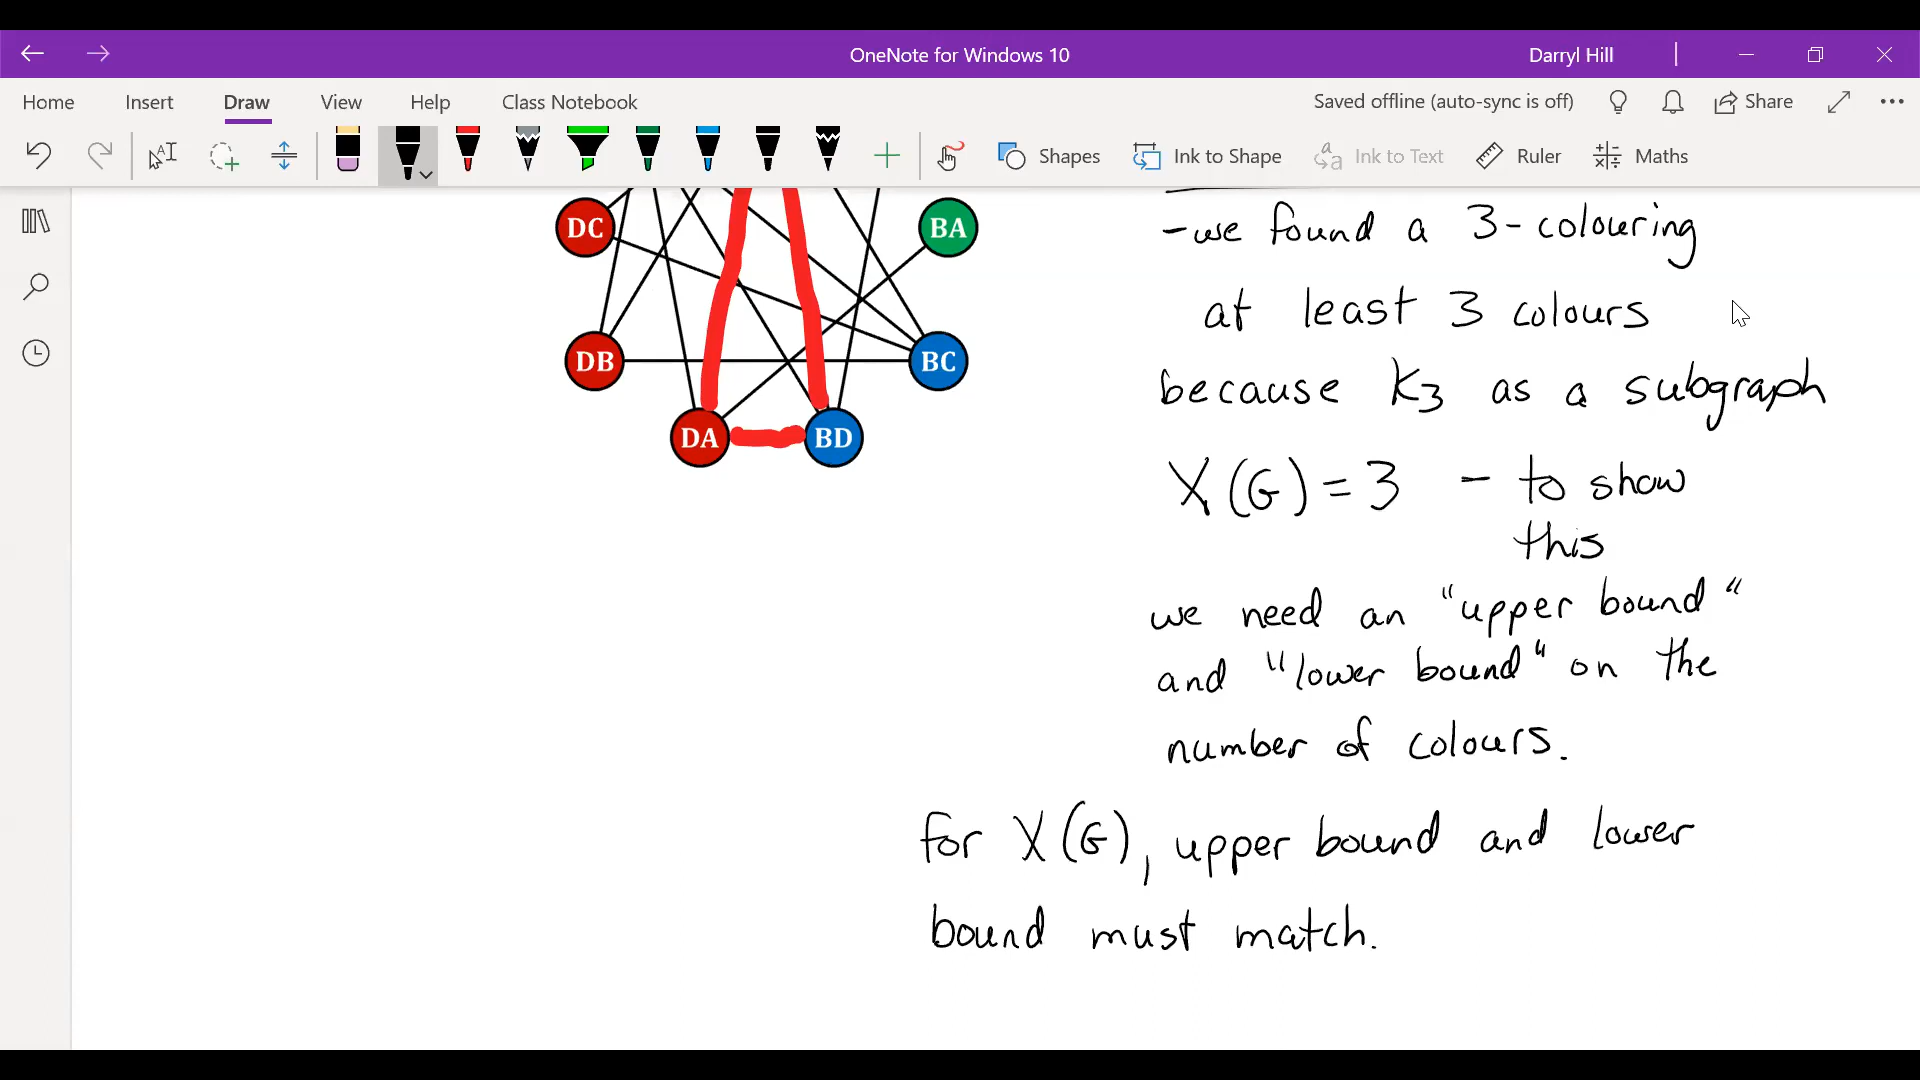 OneNote for Windows 10
Darryl Hill
Home Insert Draw View Help Class Notebook
Saved offline (auto-sync is off)
Share
Shapes
Ink to Shape
Ink to Text
Ruler
Maths
DC
BA
DB
BC
DA
BD
- we found a 3-colouring
at least 3 colours
because K3 as a subgraph
X(G) = 3 - to show
this
we need an "upper bound"
and "lower bound" on the
number of colours.
For X(G), upper bound and lower
bound must match.